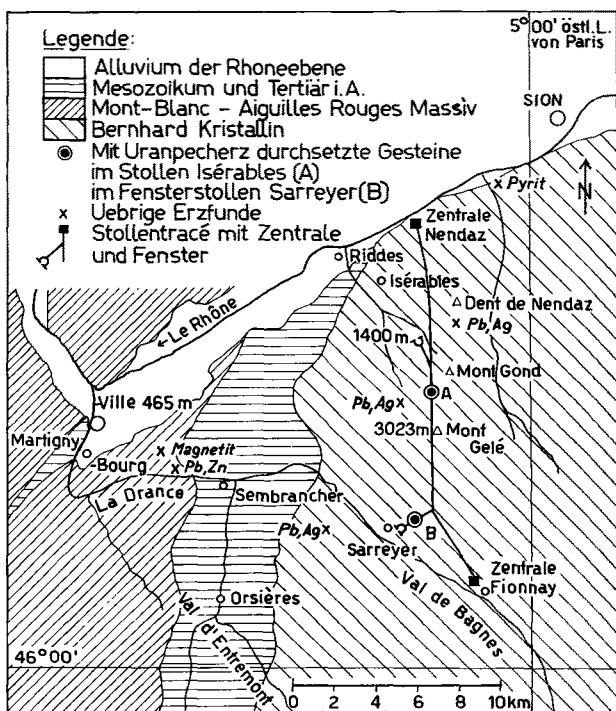 Legende:
Alluvium der Rhoneebene
Mesozoikum und Tertiär i.A.
Mont-Blanc - Aiguilles Rouges Massiv
Bernhard Kristallin
Mit Uranpecherz durchsetzte Gesteine
im Stollen Isérables (A)
im Fensterstollen Sarreyer (B)
x Uebrige Erzfunde
Stollentracé mit Zentrale
und Fenster
5°00' östl. L.
von Paris
SION
N
x Pyrit
Zentrale
Nendaz
Riddes
Isérables
Dent de Nendaz
x Pb,Ag
1400m
Mont Gond
A
← Le Rhône
Pb,Ag x
3023m
Mont
Gelé
Ville 465 m
Martigny
-Bourg
x Magnetit
x Pb,Zn
La Drance
Sembrancher
Pb,Ag x
B
Sarreyer
Zentrale
Fionnay
Val de Bagnes
Orsières
Val d'Entremont
46°00'
0 2 4 6 8 10 km